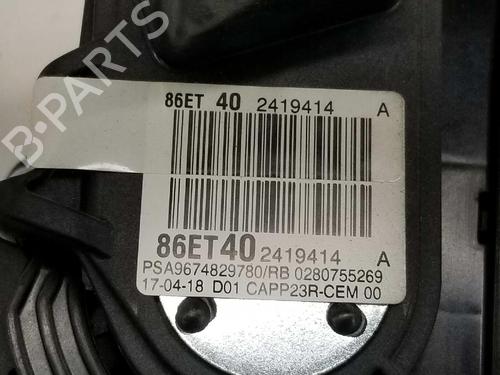 B-PARTS
86ET 40 2419414 A
86ET40 2419414 A
PSA9674829780/RB 0280755269
17-04-18 D01 CAPP23R-CEM 00